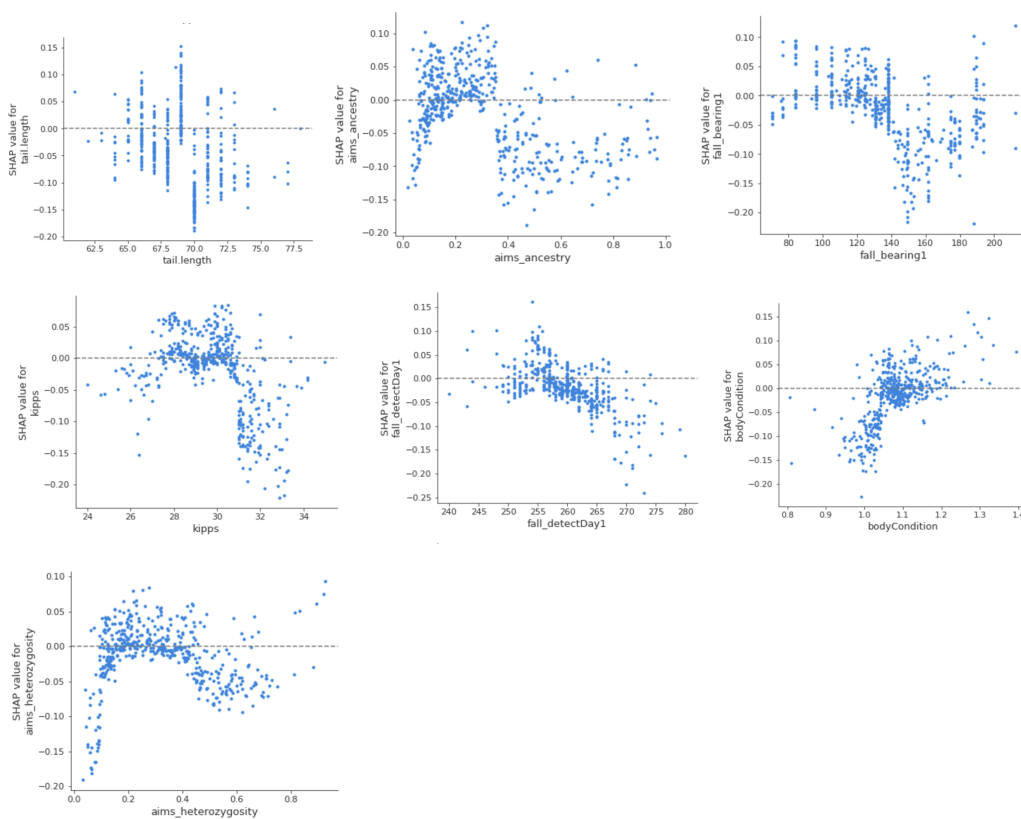 0.15
0.10
0.05
0.00
−0.05
−0.10
−0.15
−0.20
SHAP value for
tail.length
62.5 65.0 67.5 70.0 72.5 75.0 77.5
tail.length
0.10
0.05
0.00
−0.05
−0.10
−0.15
−0.20
SHAP value for
aims_ancestry
0.0 0.2 0.4 0.6 0.8 1.0
aims_ancestry
0.10
0.05
0.00
−0.05
−0.10
−0.15
−0.20
SHAP value for
fall_bearing1
80 100 120 140 160 180 200
fall_bearing1
0.05
0.00
−0.05
−0.10
−0.15
−0.20
SHAP value for
kipps
24 26 28 30 32 34
kipps
0.15
0.10
0.05
0.00
−0.05
−0.10
−0.15
−0.20
−0.25
SHAP value for
fall_detectDay1
240 245 250 255 260 265 270 275 280
fall_detectDay1
0.15
0.10
0.05
0.00
−0.05
−0.10
−0.15
−0.20
SHAP value for
bodyCondition
0.8 0.9 1.0 1.1 1.2 1.3
bodyCondition
0.10
0.05
0.00
−0.05
−0.10
−0.15
−0.20
SHAP value for
aims_heterozygosity
0.0 0.2 0.4 0.6 0.8
aims_heterozygosity